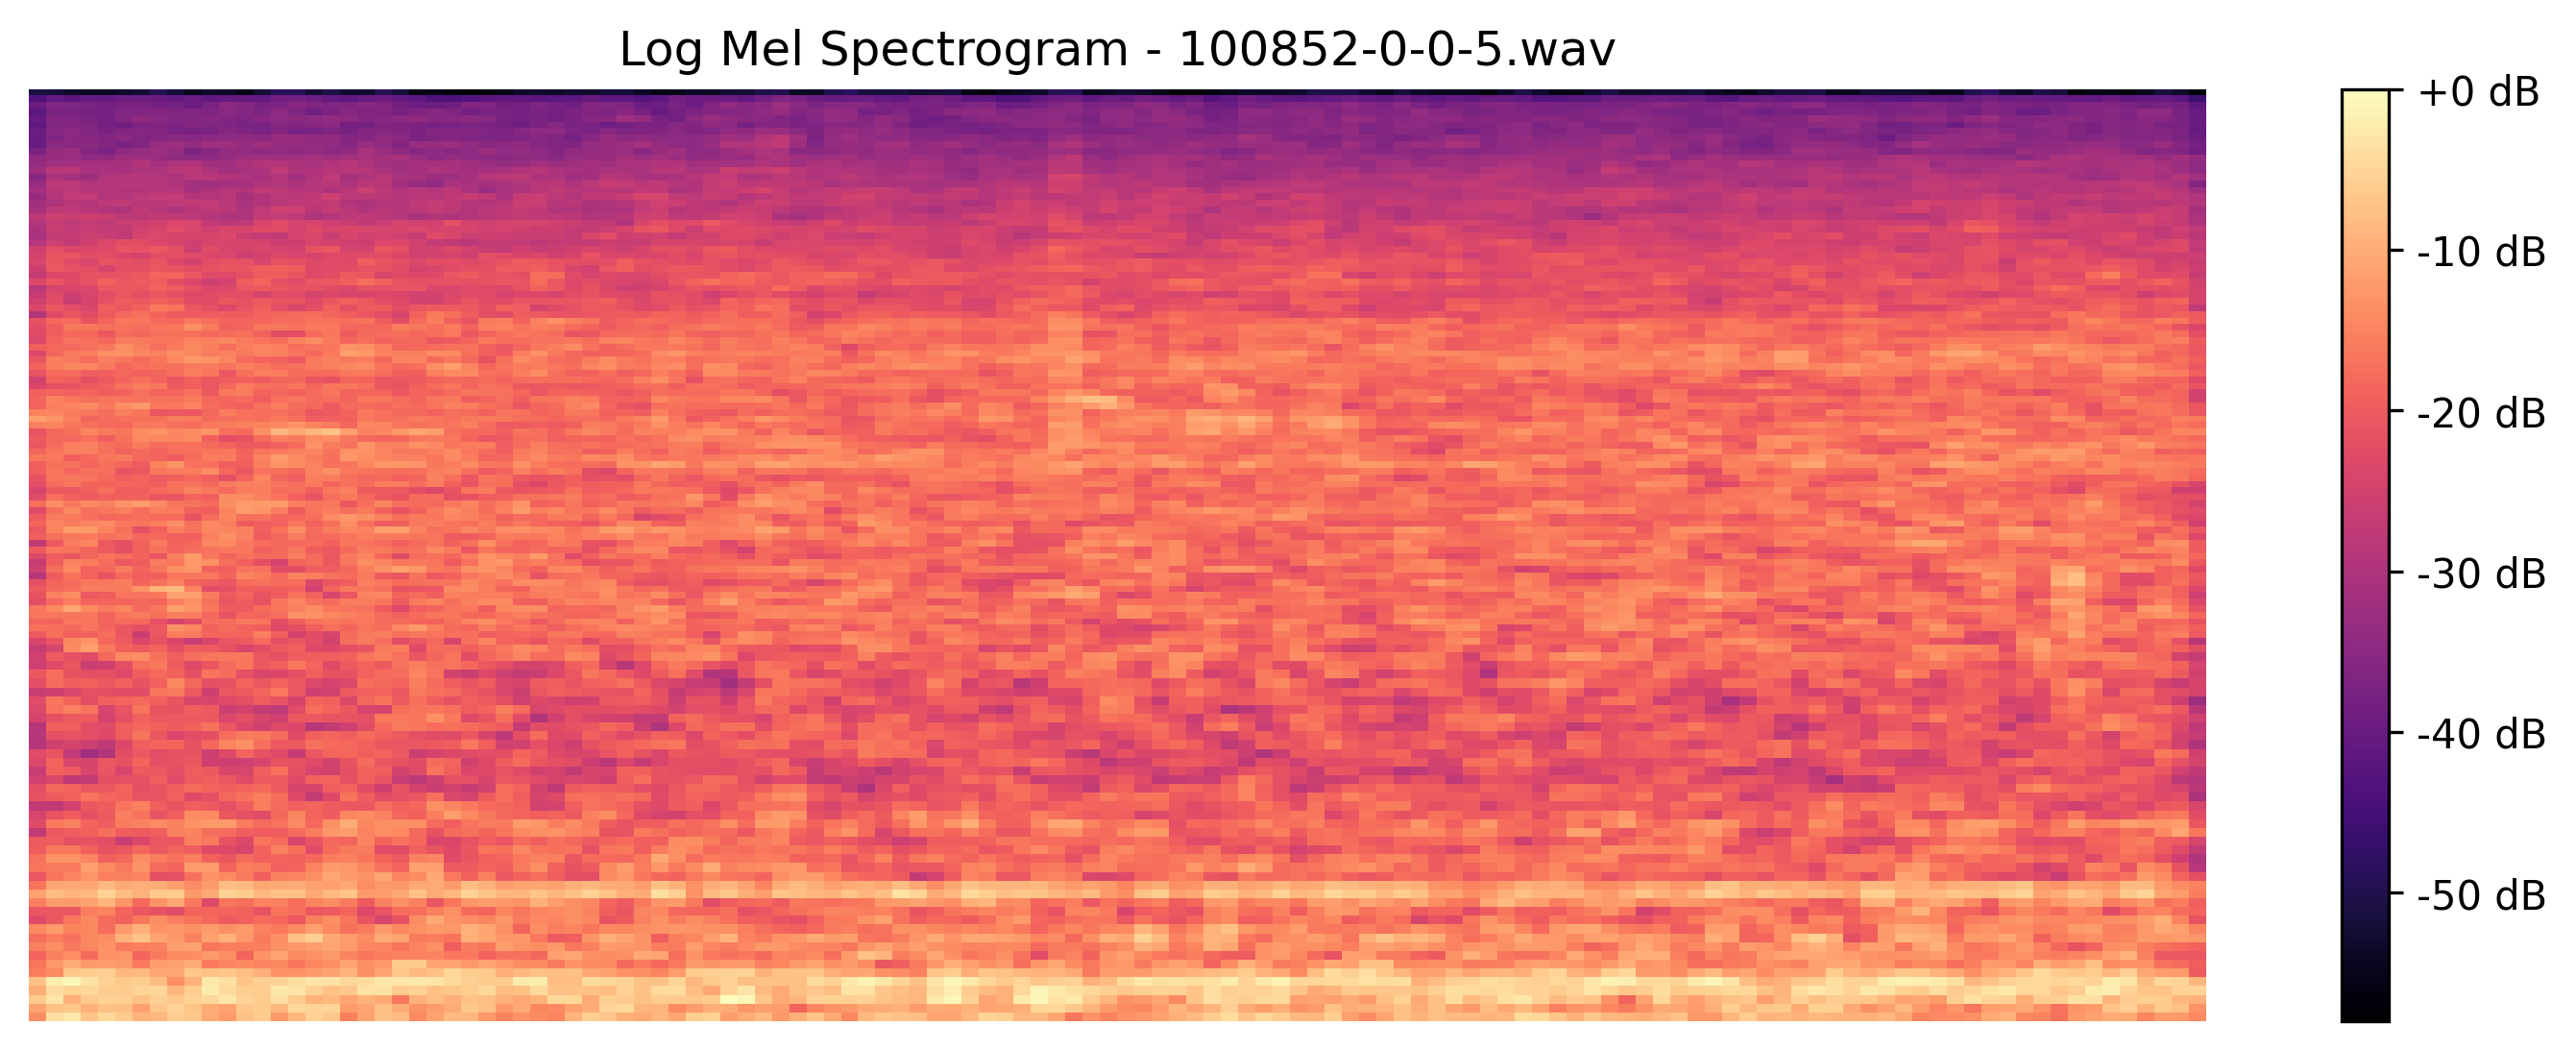 Log Mel Spectrogram - 100852-0-0-5.wav
+0 dB
-10 dB
-20 dB
-30 dB
-40 dB
-50 dB